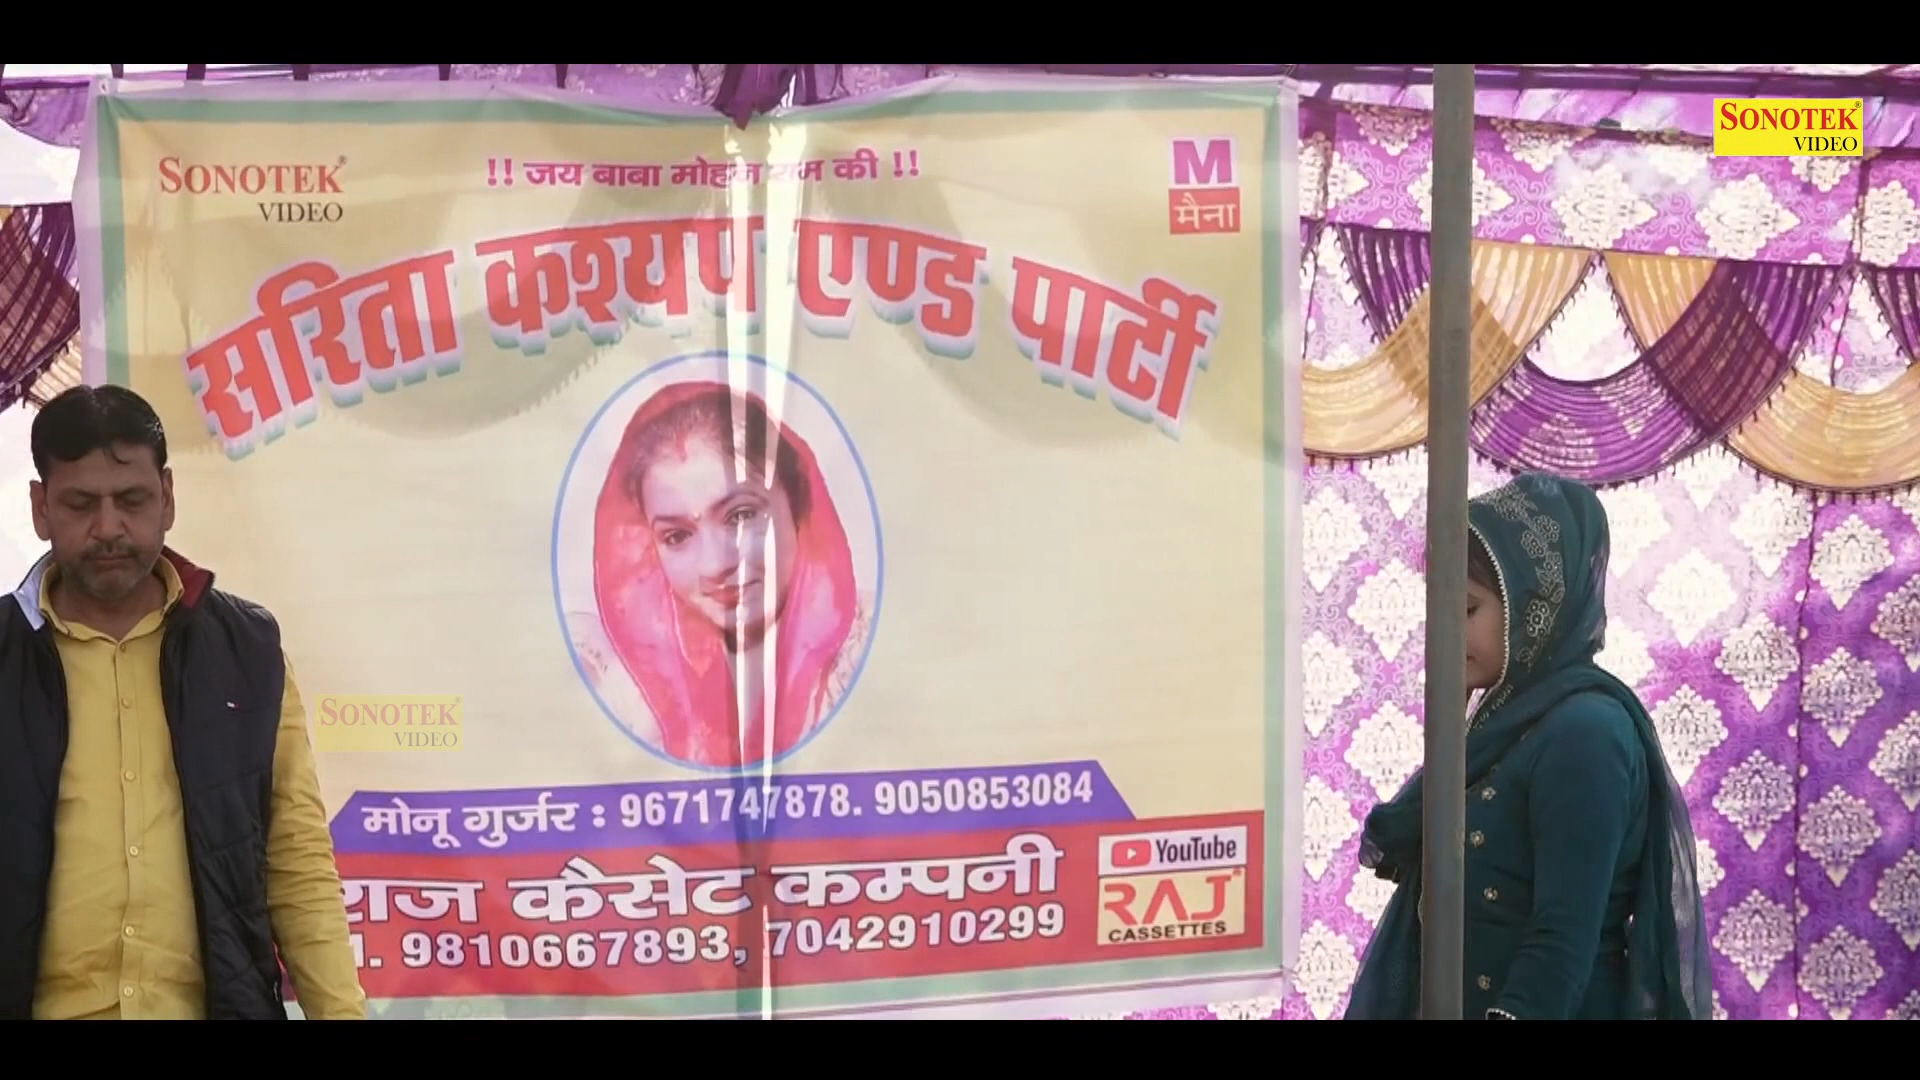 SONOTEK
VIDEO
!! जय बाबा मोहन राम की !!
M
मैना
SONOTEK
VIDEO
सरिता कश्यप एण्ड पार्टी
SONOTEK
VIDEO
मोनू गुर्जर : 9671747878. 9050853084
राज कैसेट कम्पनी
9810667893, 7042910299
YouTube
RAJ
CASSETTES